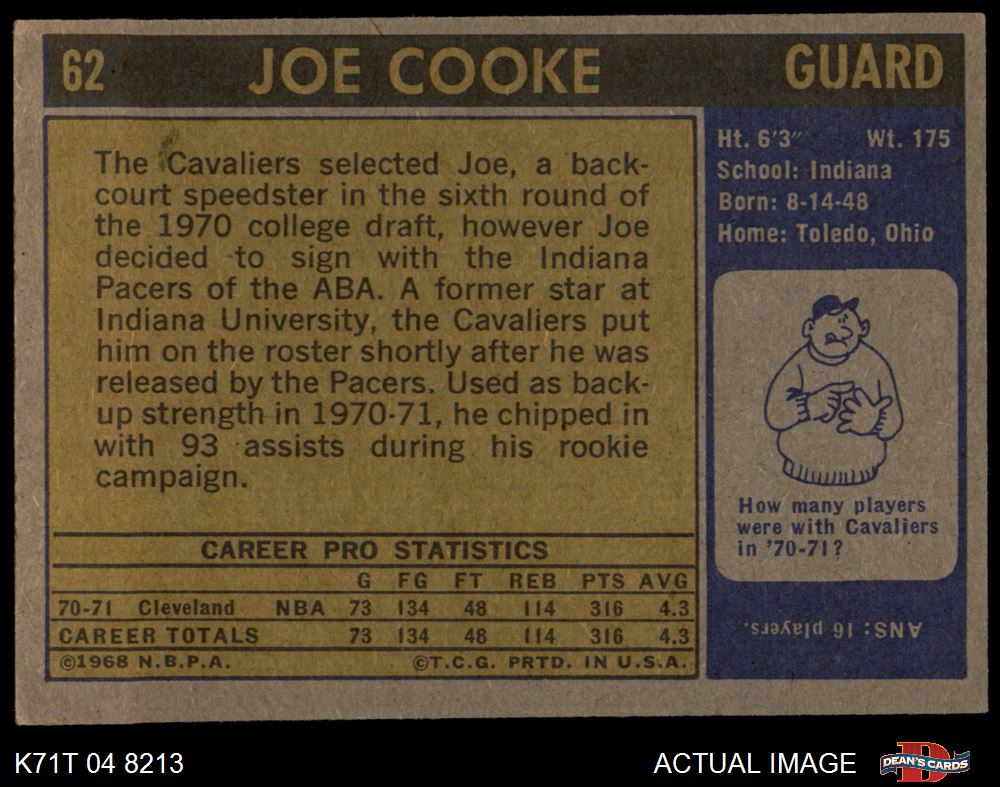 62 JOE COOKE GUARD
The Cavaliers selected Joe, a back-
court speedster in the sixth round of
the 1970 college draft, however Joe
decided to sign with the Indiana
Pacers of the ABA. A former star at
Indiana University, the Cavaliers put
him on the roster shortly after he was
released by the Pacers. Used as back-
up strength in 1970-71, he chipped in
with 93 assists during his rookie
campaign.
CAREER PRO STATISTICS
G FG FT REB PTS AVG
70-71 Cleveland NBA 73 134 48 114 316 4.3
CAREER TOTALS 73 134 48 114 316 4.3
©1968 N.B.P.A. ©T.C.G. PRTD. IN U.S.A.
Ht. 6'3" Wt. 175
School: Indiana
Born: 8-14-48
Home: Toledo, Ohio
How many players
were with Cavaliers
in '70-71?
ANS: 16 players.
K71T 04 8213 ACTUAL IMAGE D DEAN'S CARDS